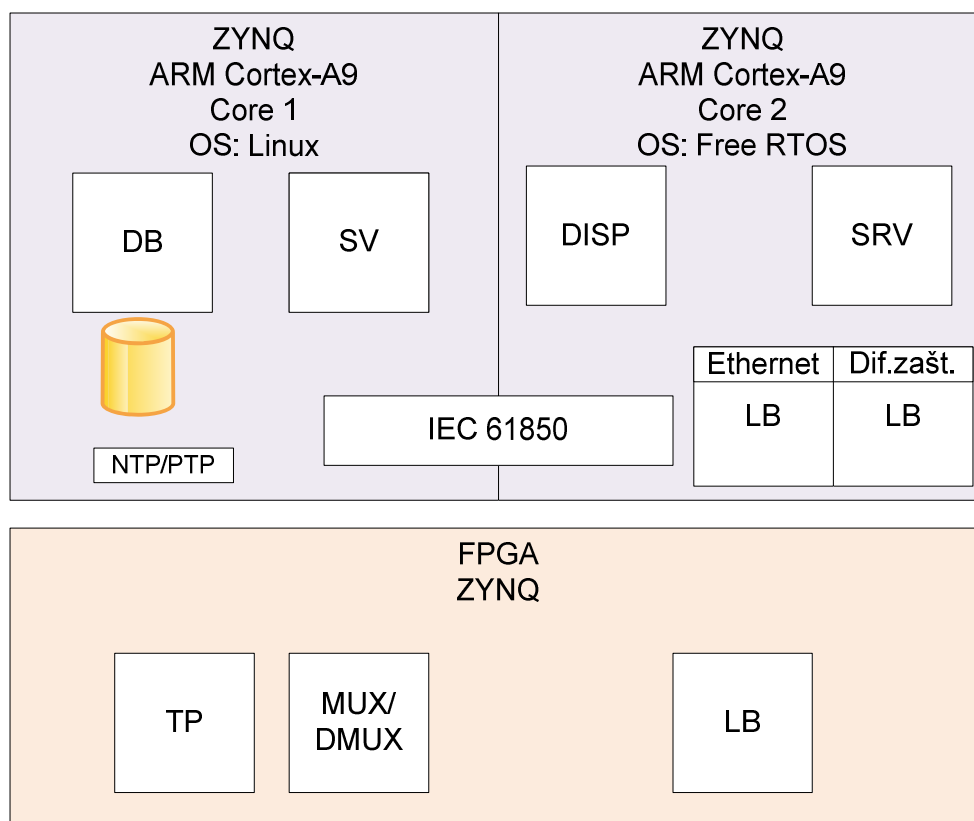 ZYNQ
ARM Cortex-A9
Core 1
OS: Linux
DB
SV
NTP/PTP
ZYNQ
ARM Cortex-A9
Core 2
OS: Free RTOS
DISP
SRV
Ethernet
Dif.zašt.
LB
LB
IEC 61850
FPGA
ZYNQ
TP
MUX/
DMUX
LB